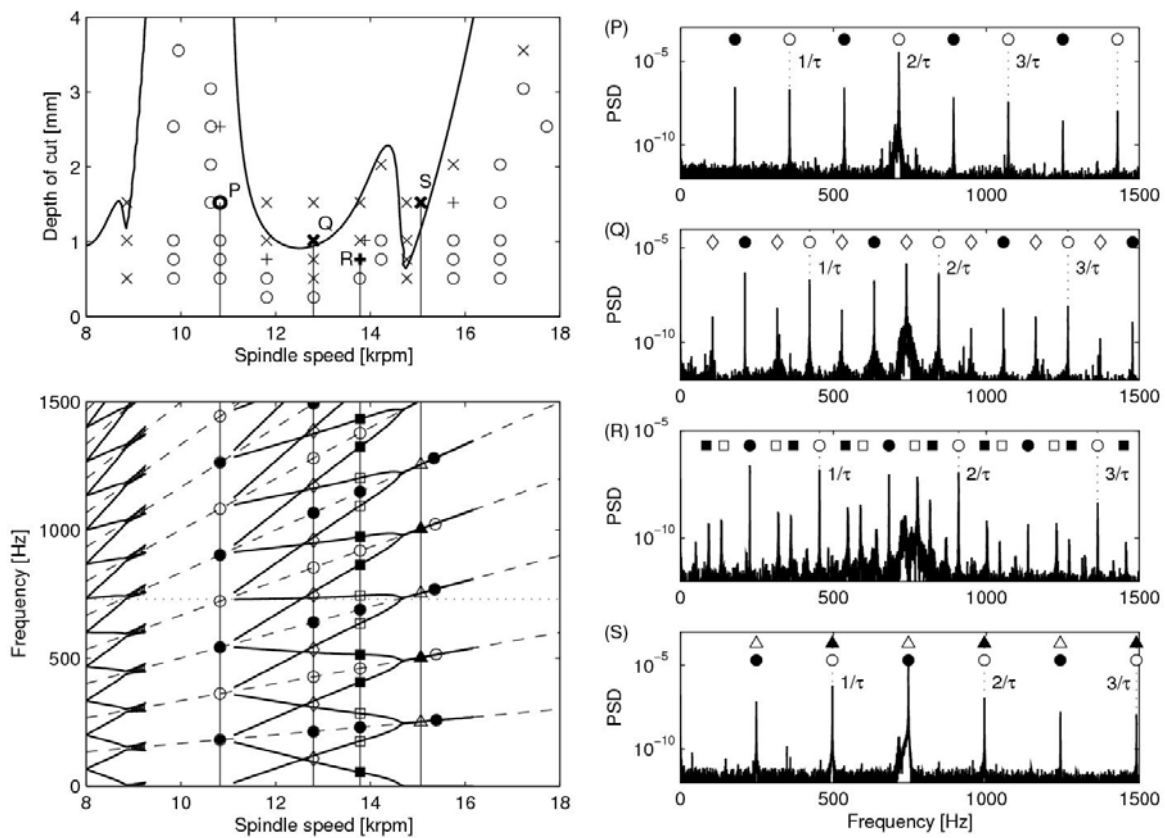 4
3
2
1
0
Depth of cut [mm]
P
Q
R
S
8 10 12 14 16 18
Spindle speed [krpm]
1500
1000
500
0
Frequency [Hz]
8 10 12 14 16 18
Spindle speed [krpm]
(P)
PSD
10⁻⁵
10⁻¹⁰
1/τ 2/τ 3/τ
0 500 1000 1500
(Q)
PSD
10⁻⁵
10⁻¹⁰
1/τ 2/τ 3/τ
0 500 1000 1500
(R)
PSD
10⁻⁵
10⁻¹⁰
1/τ 2/τ 3/τ
0 500 1000 1500
(S)
PSD
10⁻⁵
10⁻¹⁰
1/τ 2/τ 3/τ
0 500 1000 1500
Frequency [Hz]